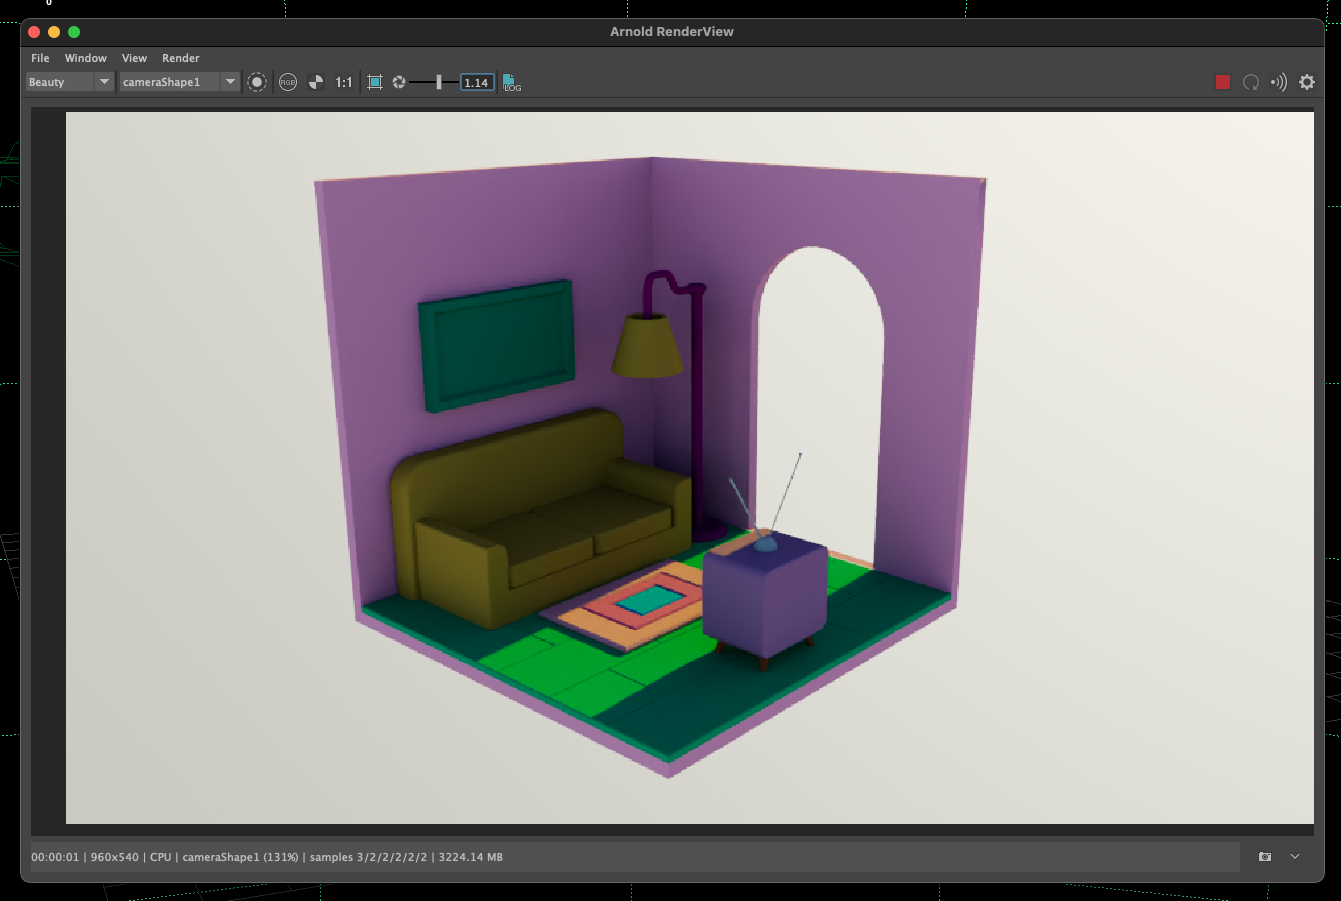 0
Arnold RenderView
File Window View Render
Beauty cameraShape1 RGB 1:1 1.14 LOG
00:00:01 | 960x540 | CPU | cameraShape1 (131%) | samples 3/2/2/2/2/2 | 3224.14 MB